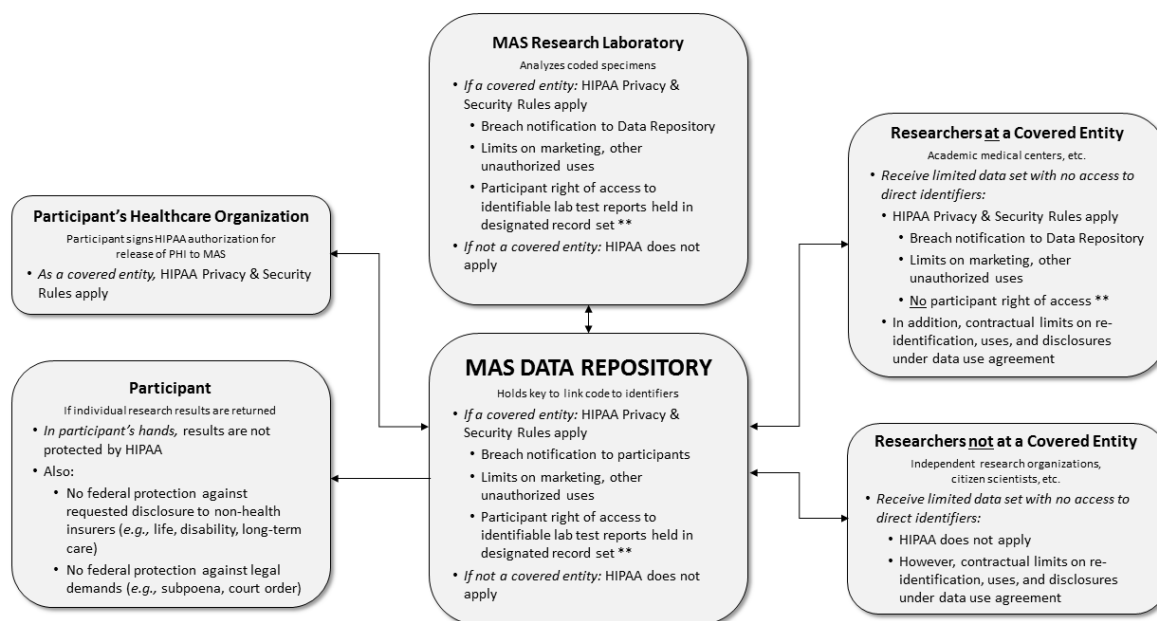 MAS Research Laboratory
Analyzes coded specimens
• If a covered entity: HIPAA Privacy &
Security Rules apply
• Breach notification to Data Repository
• Limits on marketing, other
unauthorized uses
• Participant right of access to
identifiable lab test reports held in
designated record set **
• If not a covered entity: HIPAA does not
apply
Participant's Healthcare Organization
Participant signs HIPAA authorization for
release of PHI to MAS
• As a covered entity, HIPAA Privacy & Security
Rules apply
Participant
If individual research results are returned
• In participant's hands, results are not
protected by HIPAA
• Also:
• No federal protection against
requested disclosure to non-health
insurers (e.g., life, disability, long-term
care)
• No federal protection against legal
demands (e.g., subpoena, court order)
MAS DATA REPOSITORY
Holds key to link code to identifiers
• If a covered entity: HIPAA Privacy &
Security Rules apply
• Breach notification to participants
• Limits on marketing, other
unauthorized uses
• Participant right of access to
identifiable lab test reports held in
designated record set **
• If not a covered entity: HIPAA does not
apply
Researchers at a Covered Entity
Academic medical centers, etc.
• Receive limited data set with no access to
direct identifiers:
• HIPAA Privacy & Security Rules apply
• Breach notification to Data Repository
• Limits on marketing, other
unauthorized uses
• No participant right of access **
• In addition, contractual limits on re-
identification, uses, and disclosures
under data use agreement
Researchers not at a Covered Entity
Independent research organizations,
citizen scientists, etc.
• Receive limited data set with no access to
direct identifiers:
• HIPAA does not apply
• However, contractual limits on
re-identification, uses, and disclosures
under data use agreement